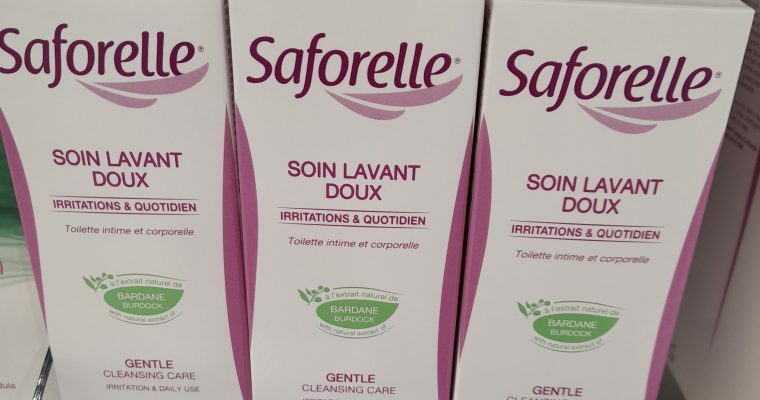 Saforelle®
SOIN LAVANT
DOUX
IRRITATIONS & QUOTIDIEN
Toilette intime et corporelle
à l'extrait naturel de
BARDANE
BURDOCK
with natural extract of
GENTLE
CLEANSING CARE
IRRITATION & DAILY USE
Saforelle®
SOIN LAVANT
DOUX
IRRITATIONS & QUOTIDIEN
Toilette intime et corporelle
à l'extrait naturel de
BARDANE
BURDOCK
with natural extract of
GENTLE
CLEANSING CARE
Saforelle®
SOIN LAVANT
DOUX
IRRITATIONS & QUOTIDIEN
Toilette intime et corporelle
à l'extrait naturel de
BARDANE
BURDOCK
with natural extract of
GENTLE